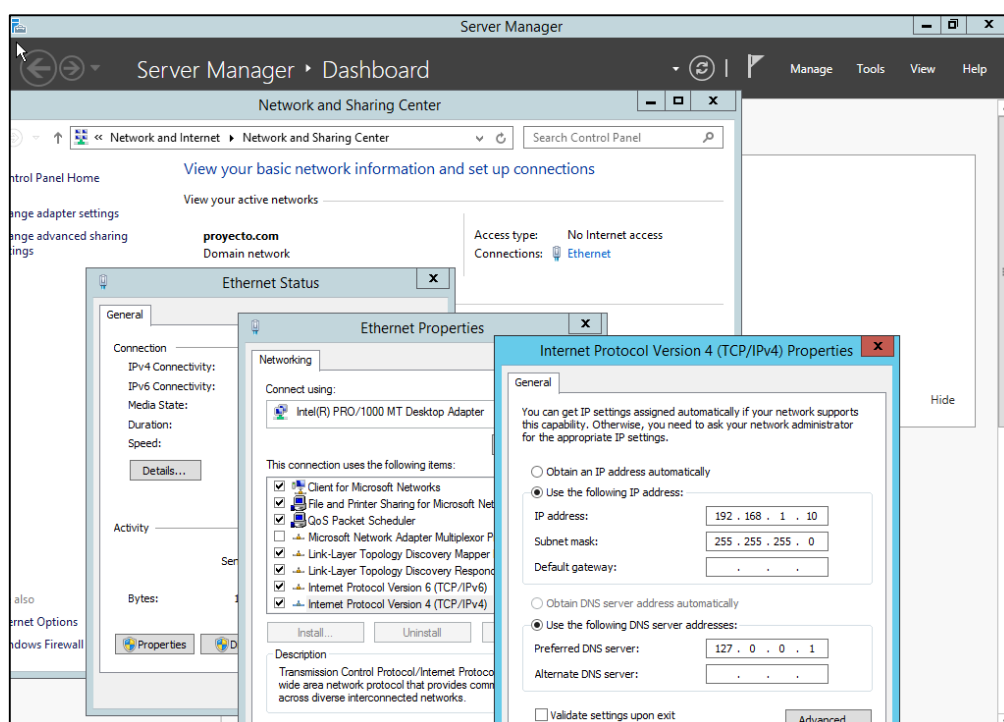 Server Manager
Server Manager • Dashboard
Manage Tools View Help
Network and Sharing Center
« Network and Internet ▸ Network and Sharing Center
Search Control Panel
ntrol Panel Home
View your basic network information and set up connections
ange adapter settings
View your active networks
ange advanced sharing
ings
proyecto.com
Domain network
Access type: No Internet access
Connections: Ethernet
Ethernet Status
General
Connection
IPv4 Connectivity:
IPv6 Connectivity:
Media State:
Duration:
Speed:
Details...
Activity
Ser
Bytes: 1
Properties D
also
ernet Options
ndows Firewall
Ethernet Properties
Networking
Connect using:
Intel(R) PRO/1000 MT Desktop Adapter
This connection uses the following items:
Client for Microsoft Networks
File and Printer Sharing for Microsoft Net
QoS Packet Scheduler
Microsoft Network Adapter Multiplexor P
Link-Layer Topology Discovery Mapper
Link-Layer Topology Discovery Respond
Internet Protocol Version 6 (TCP/IPv6)
Internet Protocol Version 4 (TCP/IPv4)
Install...
Uninstall
Description
Transmission Control Protocol/Internet Protoco
wide area network protocol that provides comm
across diverse interconnected networks.
Internet Protocol Version 4 (TCP/IPv4) Properties
General
You can get IP settings assigned automatically if your network supports
this capability. Otherwise, you need to ask your network administrator
for the appropriate IP settings.
Obtain an IP address automatically
Use the following IP address:
IP address: 192 . 168 . 1 . 10
Subnet mask: 255 . 255 . 255 . 0
Default gateway: . . .
Obtain DNS server address automatically
Use the following DNS server addresses:
Preferred DNS server: 127 . 0 . 0 . 1
Alternate DNS server: . . .
Validate settings upon exit
Advanced...
Hide